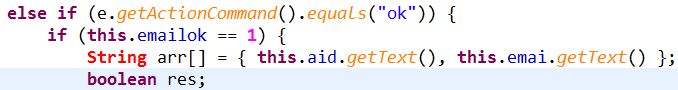 else if (e.getActionCommand().equals("ok")) {
if (this.emailok == 1) {
String arr[] = { this.aid.getText(), this.emai.getText() };
boolean res;